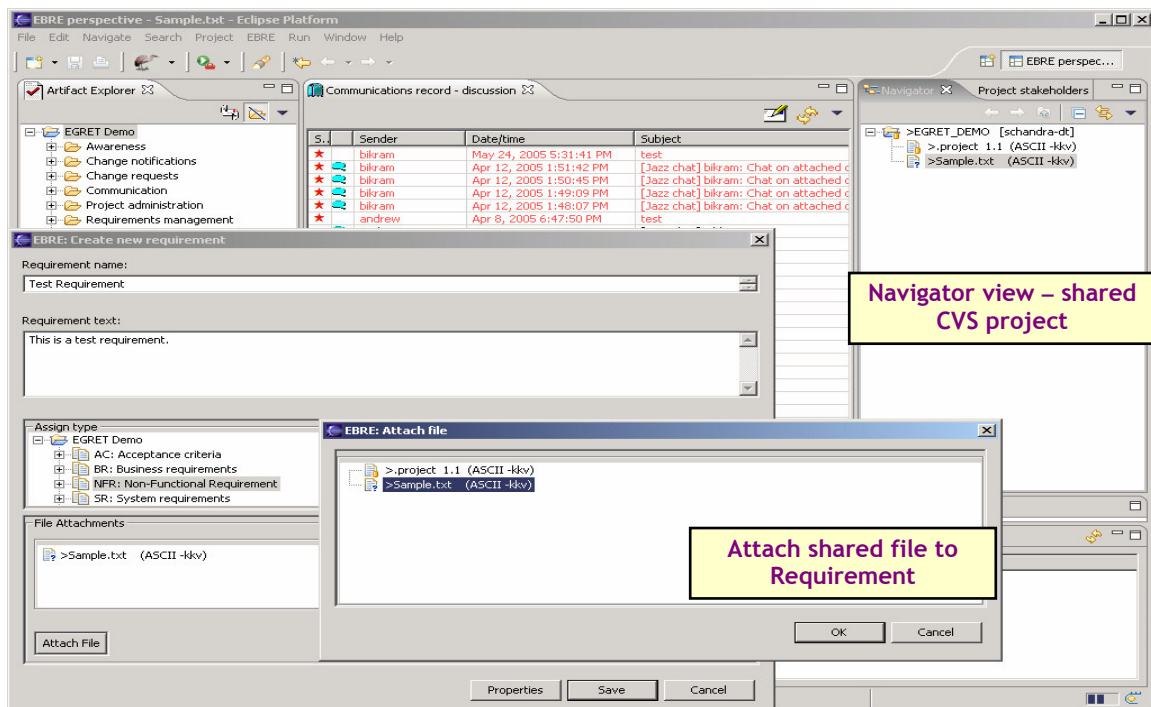 EBRE perspective - Sample.txt - Eclipse Platform
File Edit Navigate Search Project EBRE Run Window Help
EBRE perspec...
Artifact Explorer
EGRET Demo
Awareness
Change notifications
Change requests
Communication
Project administration
Requirements management
Communications record - discussion
S. Sender Date/time Subject
bikram May 24, 2005 5:31:41 PM test
bikram Apr 12, 2005 1:51:42 PM [Jazz chat] bikram: Chat on attached c
bikram Apr 12, 2005 1:50:45 PM [Jazz chat] bikram: Chat on attached c
bikram Apr 12, 2005 1:49:09 PM [Jazz chat] bikram: Chat on attached c
bikram Apr 12, 2005 1:48:07 PM [Jazz chat] bikram: Chat on attached c
andrew Apr 8, 2005 6:47:50 PM test
Navigator Project stakeholders
>EGRET_DEMO [schandra-dt]
>.project 1.1 (ASCII -kkv)
>Sample.txt (ASCII -kkv)
Navigator view – shared
CVS project
EBRE: Create new requirement
Requirement name:
Test Requirement
Requirement text:
This is a test requirement.
Assign type
EGRET Demo
AC: Acceptance criteria
BR: Business requirements
NFR: Non-Functional Requirement
SR: System requirements
File Attachments
>Sample.txt (ASCII -kkv)
Attach File
Properties Save Cancel
EBRE: Attach file
>.project 1.1 (ASCII -kkv)
>Sample.txt (ASCII -kkv)
Attach shared file to
Requirement
OK Cancel